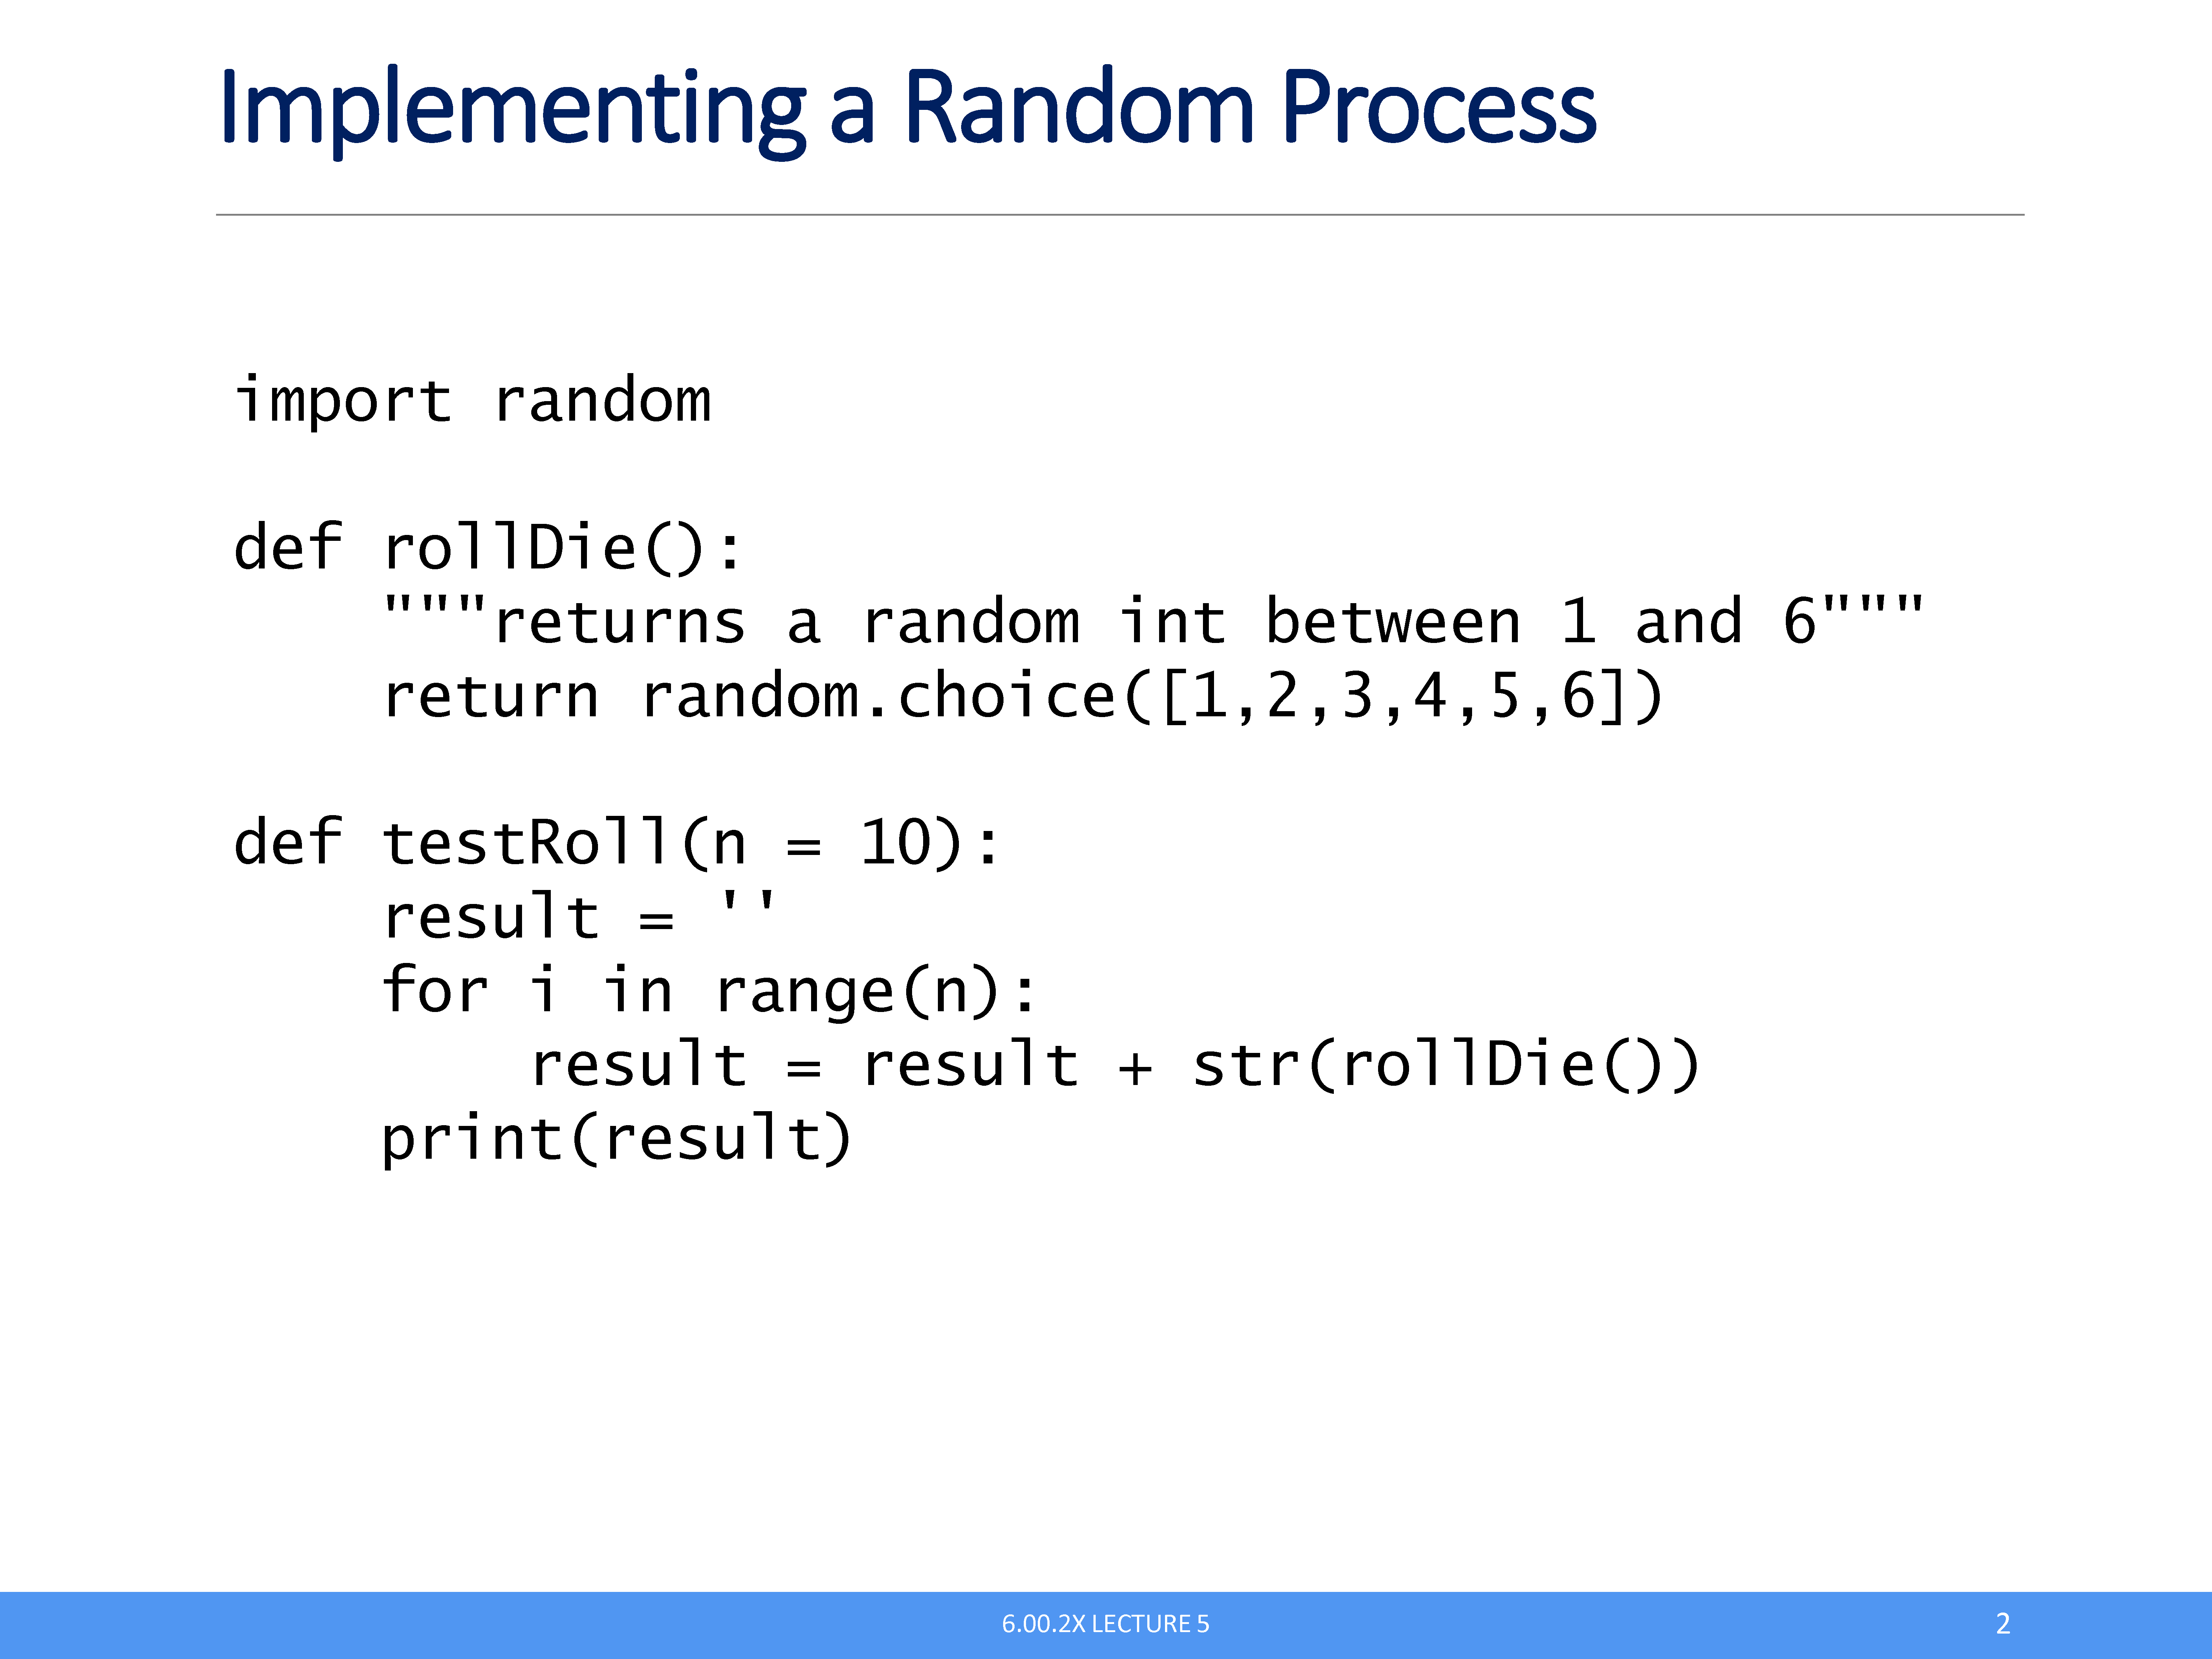 Implementing a Random Process
import random
def rollDie():
    """returns a random int between 1 and 6"""
    return random.choice([1,2,3,4,5,6])
def testRoll(n = 10):
    result = ''
    for i in range(n):
        result = result + str(rollDie())
    print(result)
6.00.2X LECTURE 5
2